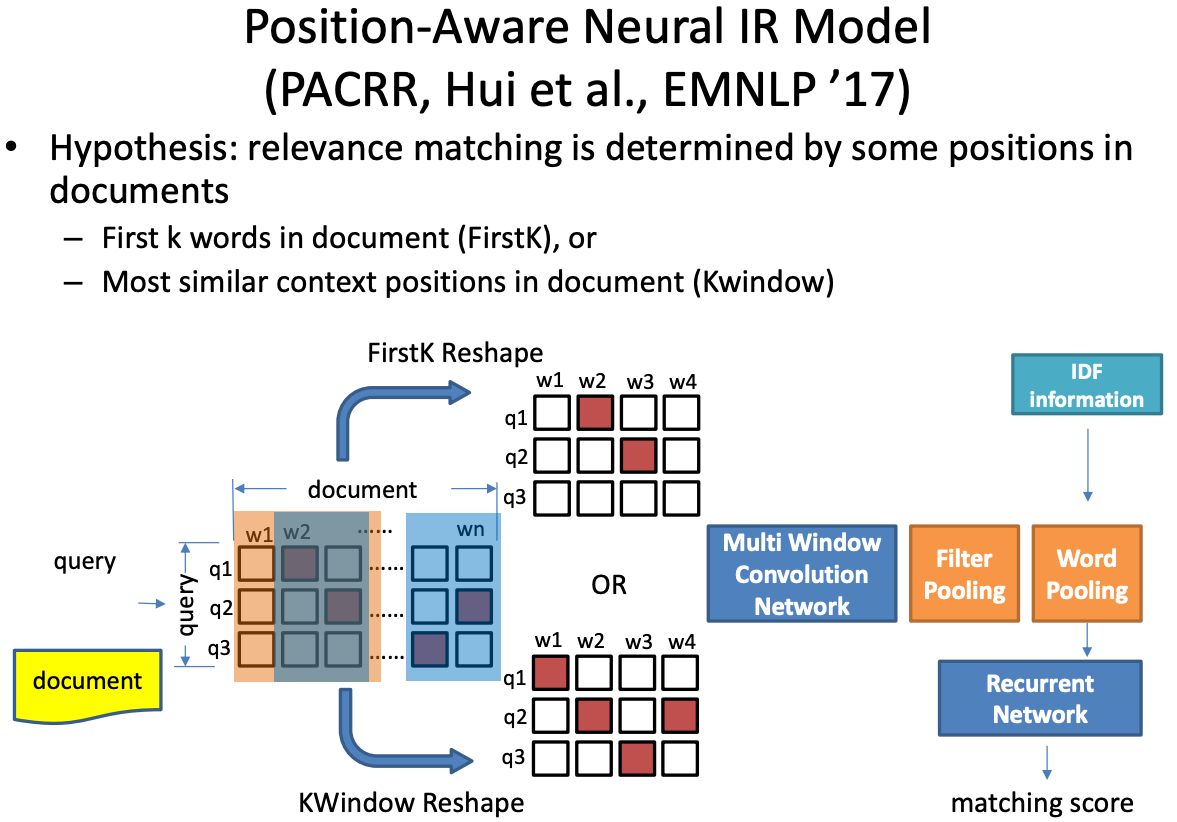 Position-Aware Neural IR Model
(PACRR, Hui et al., EMNLP ’17)
• Hypothesis: relevance matching is determined by some positions in
documents
– First k words in document (FirstK), or
– Most similar context positions in document (Kwindow)
FirstK Reshape
w1 w2 w3 w4
q1
q2
q3
document
w1 w2 ...... wn
query
query
q1 ......
q2 ......
q3 ......
document
OR
w1 w2 w3 w4
q1
q2
q3
KWindow Reshape
IDF
information
Multi Window
Convolution
Network
Filter
Pooling
Word
Pooling
Recurrent
Network
matching score